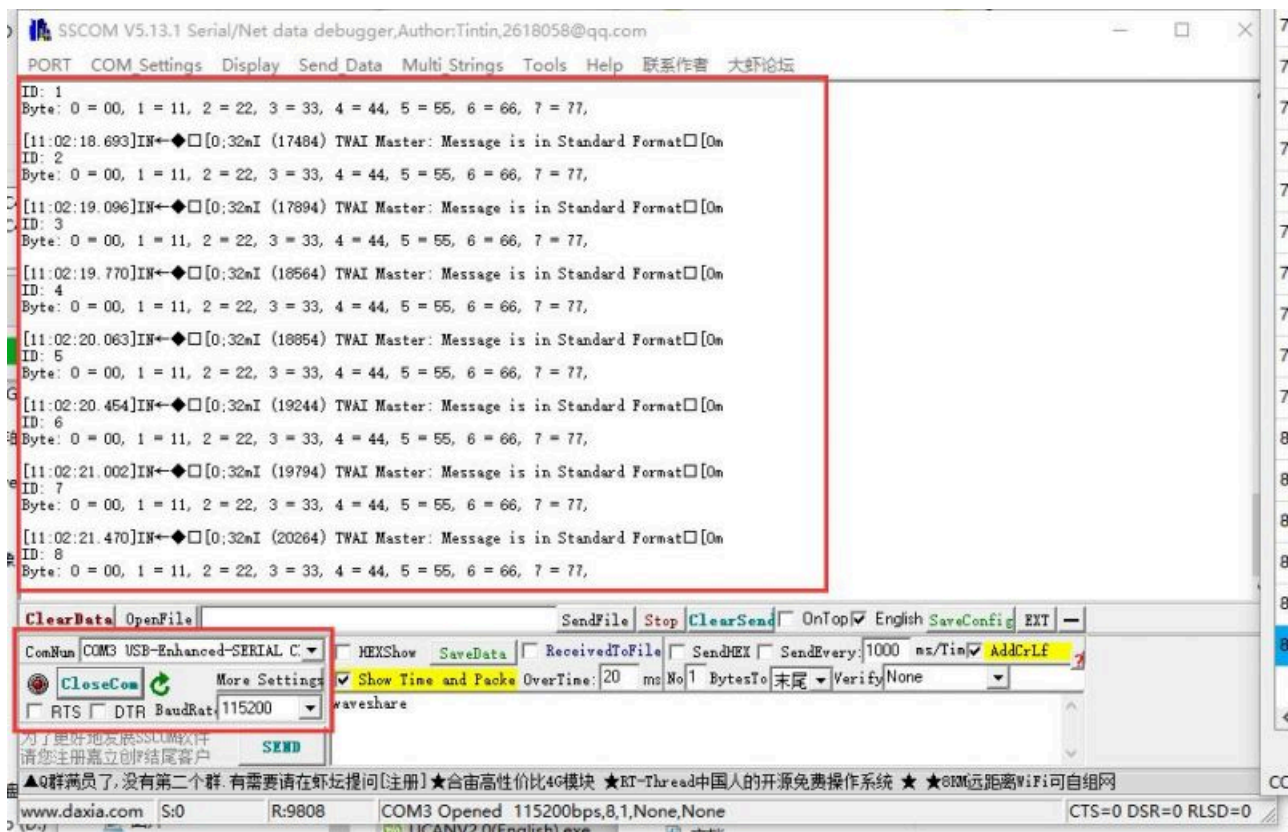 SSCOM V5.13.1 Serial/Net data debugger,Author:Tintin,2618058@qq.com
PORT COM_Settings Display Send_Data Multi_Strings Tools Help 联系作者 大虾论坛
ID: 1
Byte: 0 = 00, 1 = 11, 2 = 22, 3 = 33, 4 = 44, 5 = 55, 6 = 66, 7 = 77,
[11:02:18.693]IN←◆□[0;32mI (17484) TWAI Master: Message is in Standard Format□[0m
ID: 2
Byte: 0 = 00, 1 = 11, 2 = 22, 3 = 33, 4 = 44, 5 = 55, 6 = 66, 7 = 77,
[11:02:19.096]IN←◆□[0;32mI (17894) TWAI Master: Message is in Standard Format□[0m
ID: 3
Byte: 0 = 00, 1 = 11, 2 = 22, 3 = 33, 4 = 44, 5 = 55, 6 = 66, 7 = 77,
[11:02:19.770]IN←◆□[0;32mI (18564) TWAI Master: Message is in Standard Format□[0m
ID: 4
Byte: 0 = 00, 1 = 11, 2 = 22, 3 = 33, 4 = 44, 5 = 55, 6 = 66, 7 = 77,
[11:02:20.063]IN←◆□[0;32mI (18854) TWAI Master: Message is in Standard Format□[0m
ID: 5
Byte: 0 = 00, 1 = 11, 2 = 22, 3 = 33, 4 = 44, 5 = 55, 6 = 66, 7 = 77,
[11:02:20.454]IN←◆□[0;32mI (19244) TWAI Master: Message is in Standard Format□[0m
ID: 6
Byte: 0 = 00, 1 = 11, 2 = 22, 3 = 33, 4 = 44, 5 = 55, 6 = 66, 7 = 77,
[11:02:21.002]IN←◆□[0;32mI (19794) TWAI Master: Message is in Standard Format□[0m
ID: 7
Byte: 0 = 00, 1 = 11, 2 = 22, 3 = 33, 4 = 44, 5 = 55, 6 = 66, 7 = 77,
[11:02:21.470]IN←◆□[0;32mI (20264) TWAI Master: Message is in Standard Format□[0m
ID: 8
Byte: 0 = 00, 1 = 11, 2 = 22, 3 = 33, 4 = 44, 5 = 55, 6 = 66, 7 = 77,
ClearData OpenFile SendFile Stop ClearSend OnTop English SaveConfig EXT —
ComNum COM3 USB-Enhanced-SERIAL C HEXShow SaveData ReceivedToFile SendHEX SendEvery: 1000 ms/Tim AddCrLf
CloseCom More Settings Show Time and Packe OverTime: 20 ms No 1 BytesTo 末尾 Verify None
RTS DTR BaudRat 115200 waveshare
为了更好地发展SSCOM软件
请您注册嘉立创F结尾客户 SEND
▲Q群满员了,没有第二个群.有需要请在虾坛提问[注册]★合宙高性价比4G模块 ★RT-Thread中国人的开源免费操作系统 ★ ★8KM远距离WiFi可自组网
www.daxia.com S:0 R:9808 COM3 Opened 115200bps,8,1,None,None CTS=0 DSR=0 RLSD=0